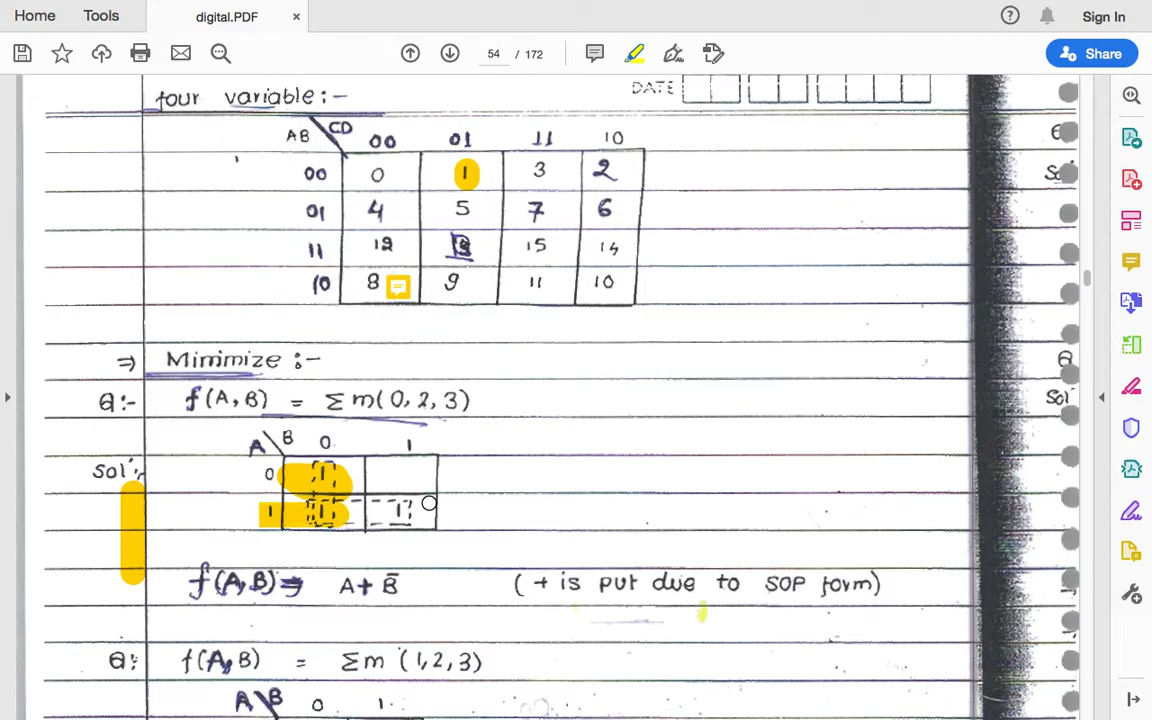 Home Tools digital.PDF × Sign In
54 / 172 Share
four variable:-
DATE
AB CD 00 01 11 10
00 0 1 3 2
01 4 5 7 6
11 12 15 14
10 8 9 11 10
⇒ Minimize :-
Q:- f(A,B) = Σm(0,2,3)
A B 0 1
Sol:
0 1
1 1 1
f(A,B)⇒ A+B̄ (+ is put due to SOP form)
Q: f(A,B) = Σm (1,2,3)
A B 0 1